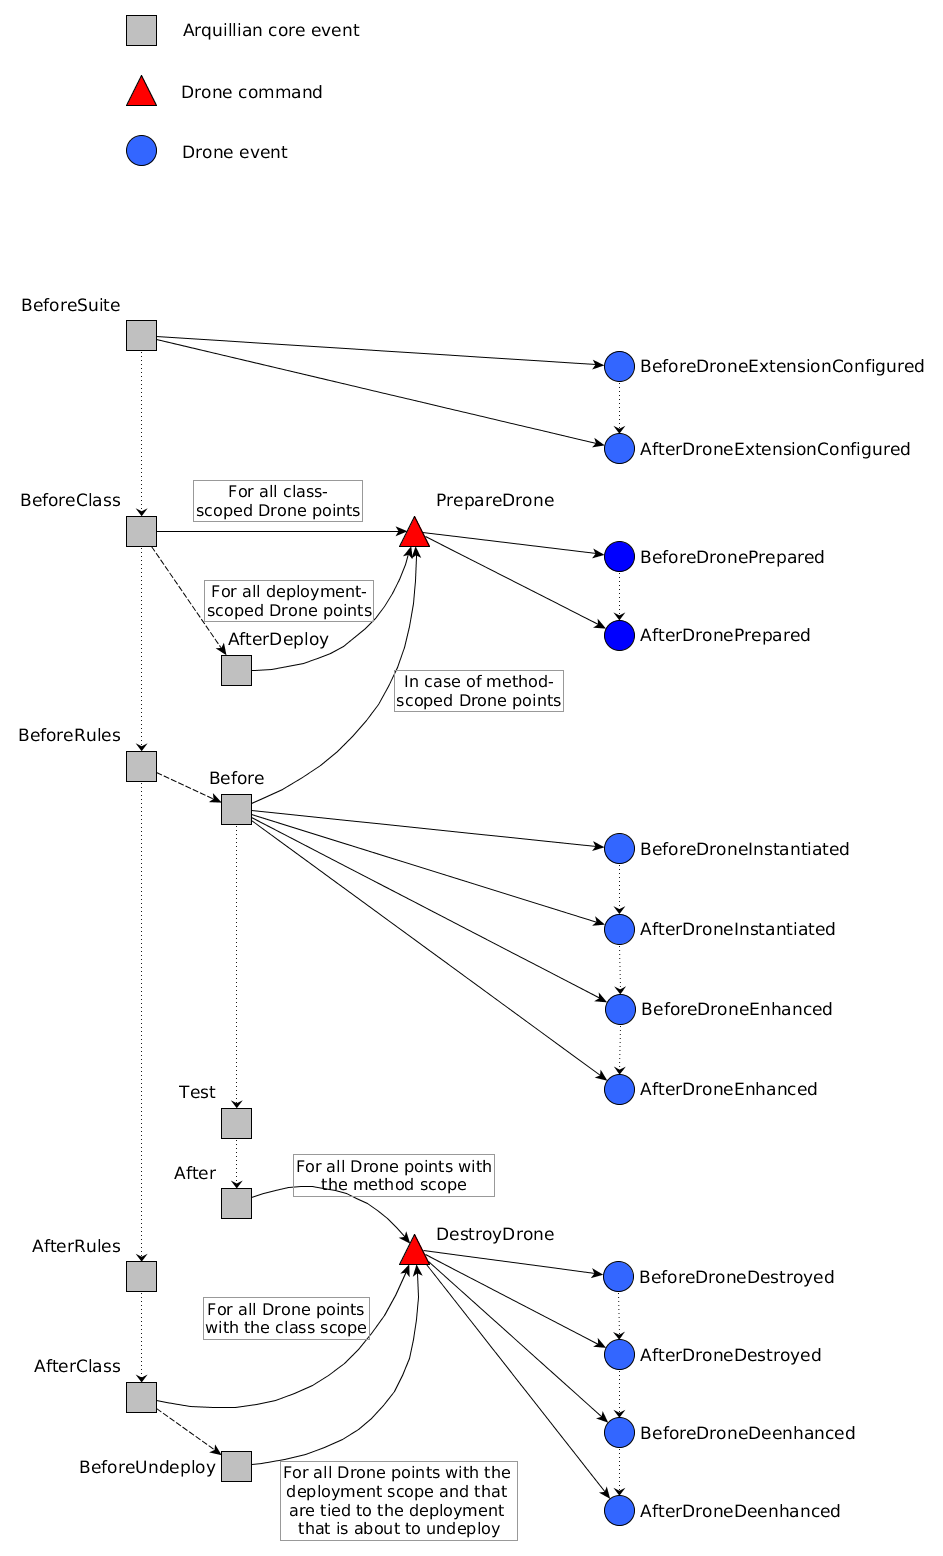 Arquillian core event
Drone command
Drone event
BeforeSuite
BeforeDroneExtensionConfigured
AfterDroneExtensionConfigured
BeforeClass
For all class-
scoped Drone points
PrepareDrone
BeforeDronePrepared
For all deployment-
scoped Drone points
AfterDeploy
AfterDronePrepared
In case of method-
scoped Drone points
BeforeRules
Before
BeforeDroneInstantiated
AfterDroneInstantiated
BeforeDroneEnhanced
AfterDroneEnhanced
Test
After
For all Drone points with
the method scope
DestroyDrone
AfterRules
BeforeDroneDestroyed
For all Drone points
with the class scope
AfterDroneDestroyed
AfterClass
BeforeDroneDeenhanced
BeforeUndeploy
For all Drone points with the
deployment scope and that
are tied to the deployment
that is about to undeploy
AfterDroneDeenhanced